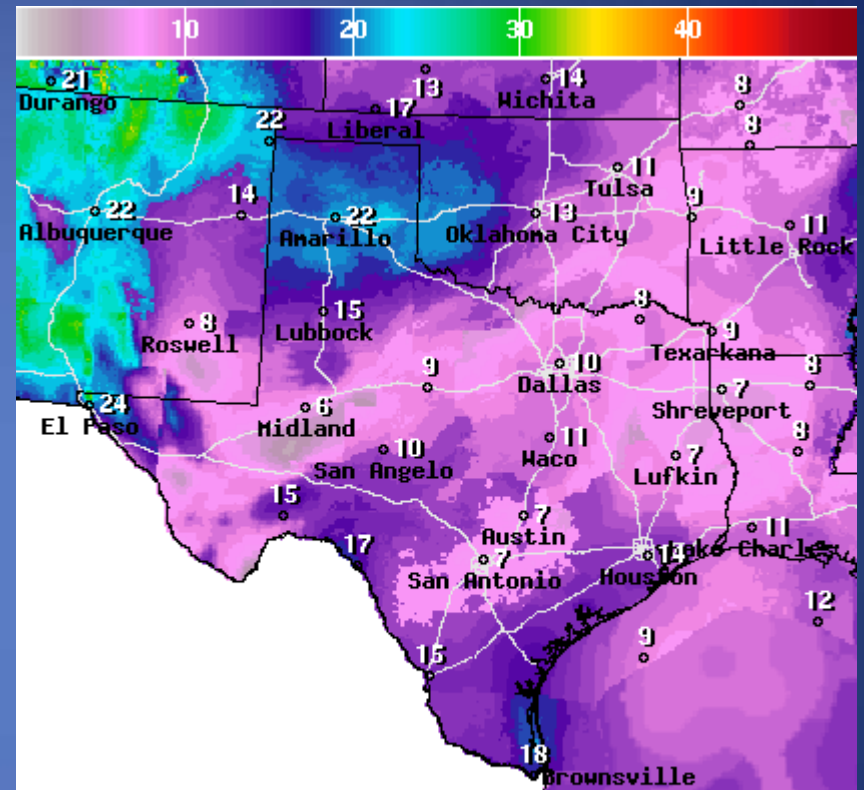 10 20 30 40
21
Durango
13
14
Wichita
8
17
Liberal
22
8
11
Tulsa
9
14
22
Albuquerque
22
Amarillo
13
Oklahoma City
11
Little Rock
8
Roswell
15
Lubbock
8
9
Texarkana
10
Dallas
9
8
7
Shreveport
24
El Paso
6
Midland
10
San Angelo
11
Waco
7
Lufkin
8
15
7
Austin
11
Lake Charles
17
7
San Antonio
14
Houston
12
9
15
18
Brownsville